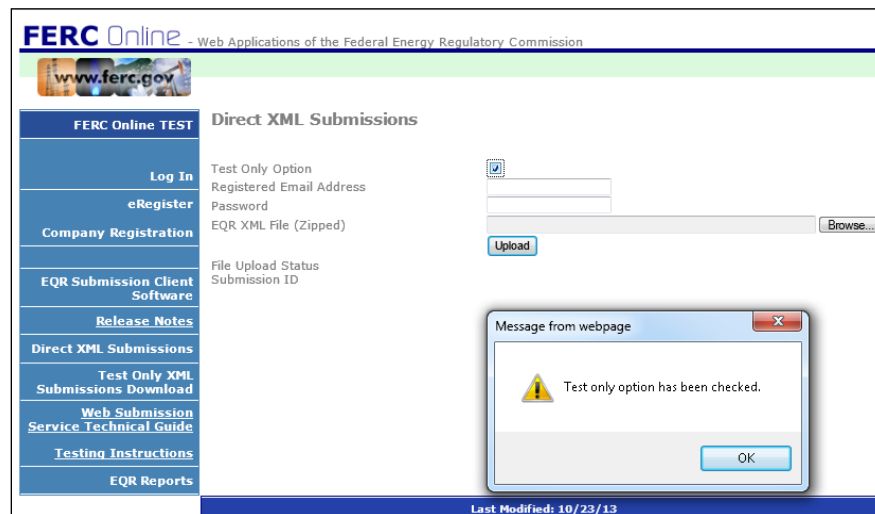 FERC Online - Web Applications of the Federal Energy Regulatory Commission
www.ferc.gov
FERC Online TEST
Log In
eRegister
Company Registration
EQR Submission Client
Software
Release Notes
Direct XML Submissions
Test Only XML
Submissions Download
Web Submission
Service Technical Guide
Testing Instructions
EQR Reports
Direct XML Submissions
Test Only Option
Registered Email Address
Password
EQR XML File (Zipped)
Browse...
Upload
File Upload Status
Submission ID
Message from webpage
Test only option has been checked.
OK
Last Modified: 10/23/13